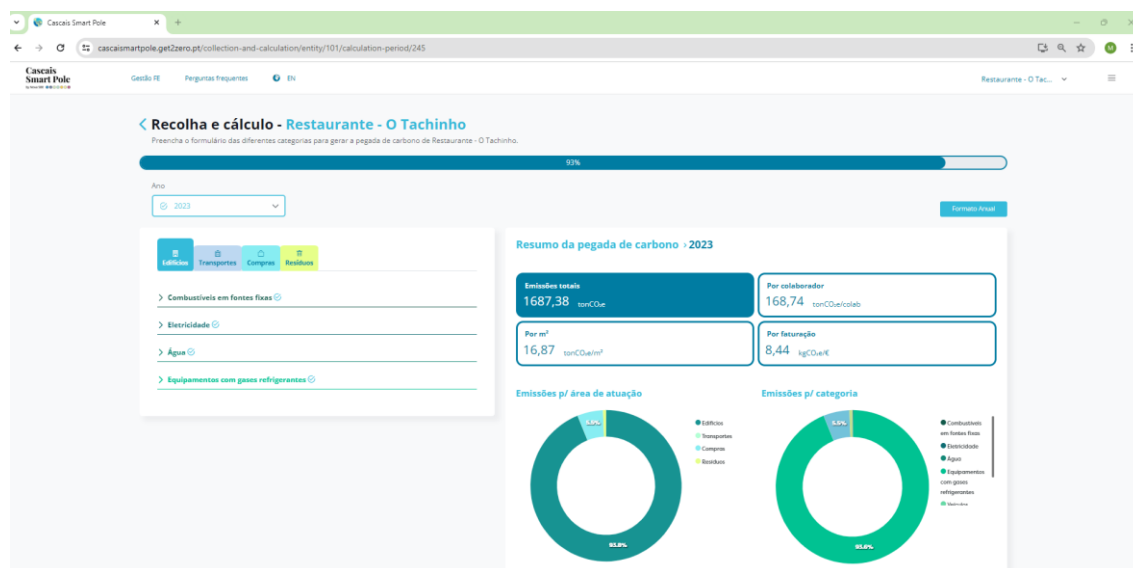 Cascais Smart Pole
cascaismartpole.get2zero.pt/collection-and-calculation/entity/101/calculation-period/245
Cascais
Smart Pole
Gestão FE
Perguntas frequentes
EN
Restaurante - O Tac...
Recolha e cálculo - Restaurante - O Tachinho
Preencha o formulário das diferentes categorias para gerar a pegada de carbono de Restaurante - O Tachinho.
93%
Ano
2023
Formato Anual
Edifícios
Transportes
Compras
Resíduos
Combustíveis em fontes fixas
Eletricidade
Água
Equipamentos com gases refrigerantes
Resumo da pegada de carbono › 2023
Emissões totais
1687,38 tonCO₂e
Por colaborador
168,74 tonCO₂e/colab
Por m²
16,87 tonCO₂e/m²
Por faturação
8,44 kgCO₂e/€
Emissões p/ área de atuação
5.9%
93.8%
Edifícios
Transportes
Compras
Resíduos
Emissões p/ categoria
5.9%
93.6%
Combustíveis
em fontes fixas
Eletricidade
Água
Equipamentos
com gases
refrigerantes